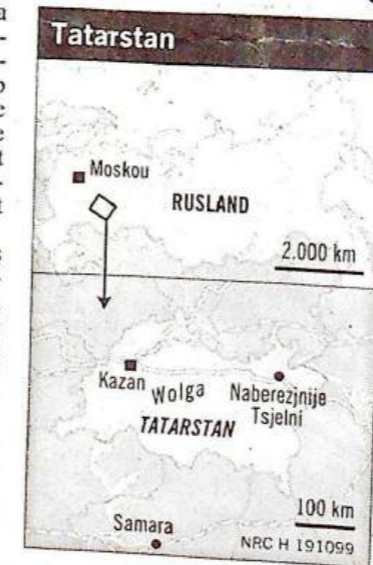 Tatarstan
Moskou
RUSLAND
2.000 km
Kazan
Wolga
Naberezjnije
Tsjelni
TATARSTAN
100 km
Samara
NRC H 191099